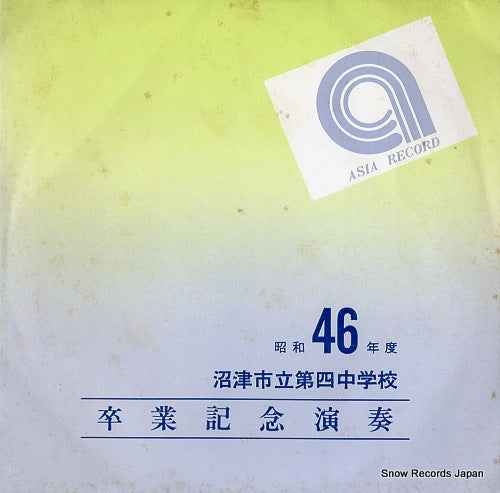 ASIA RECORD
昭和46年度
沼津市立第四中学校
卒業記念演奏
Snow Records Japan